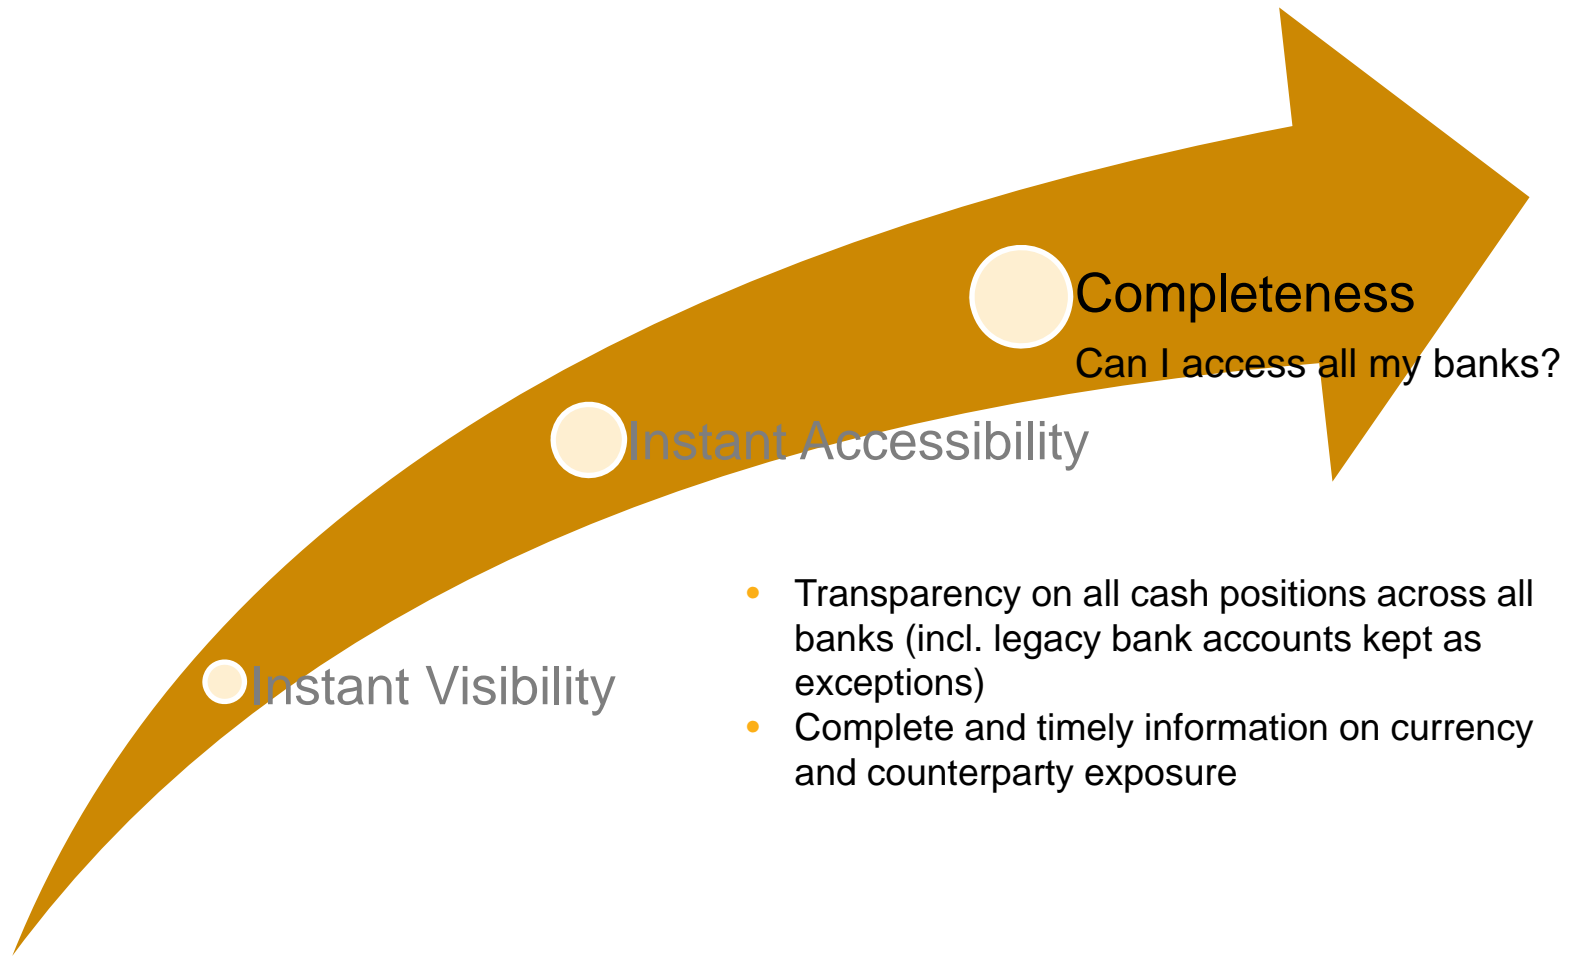 Completeness
Can I access all my banks?
Instant Accessibility
• Transparency on all cash positions across all
banks (incl. legacy bank accounts kept as
exceptions)
Instant Visibility
• Complete and timely information on currency
and counterparty exposure